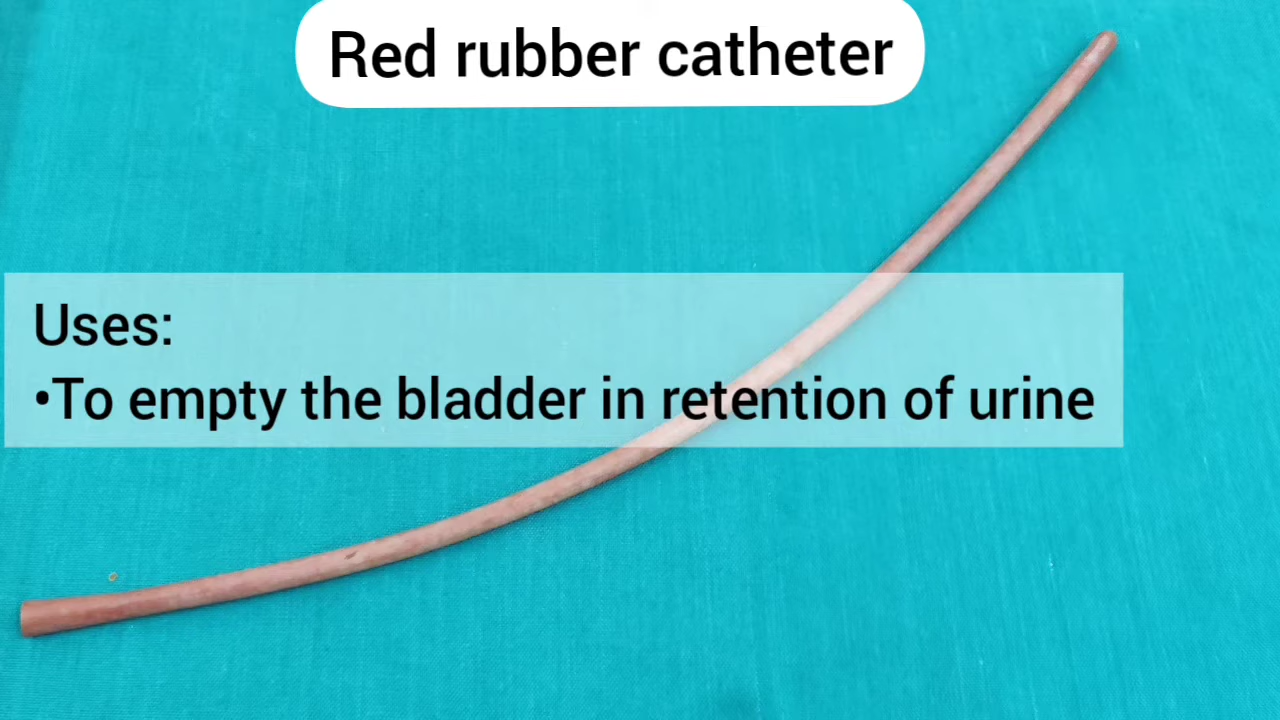 Red rubber catheter
Uses:
•To empty the bladder in retention of urine